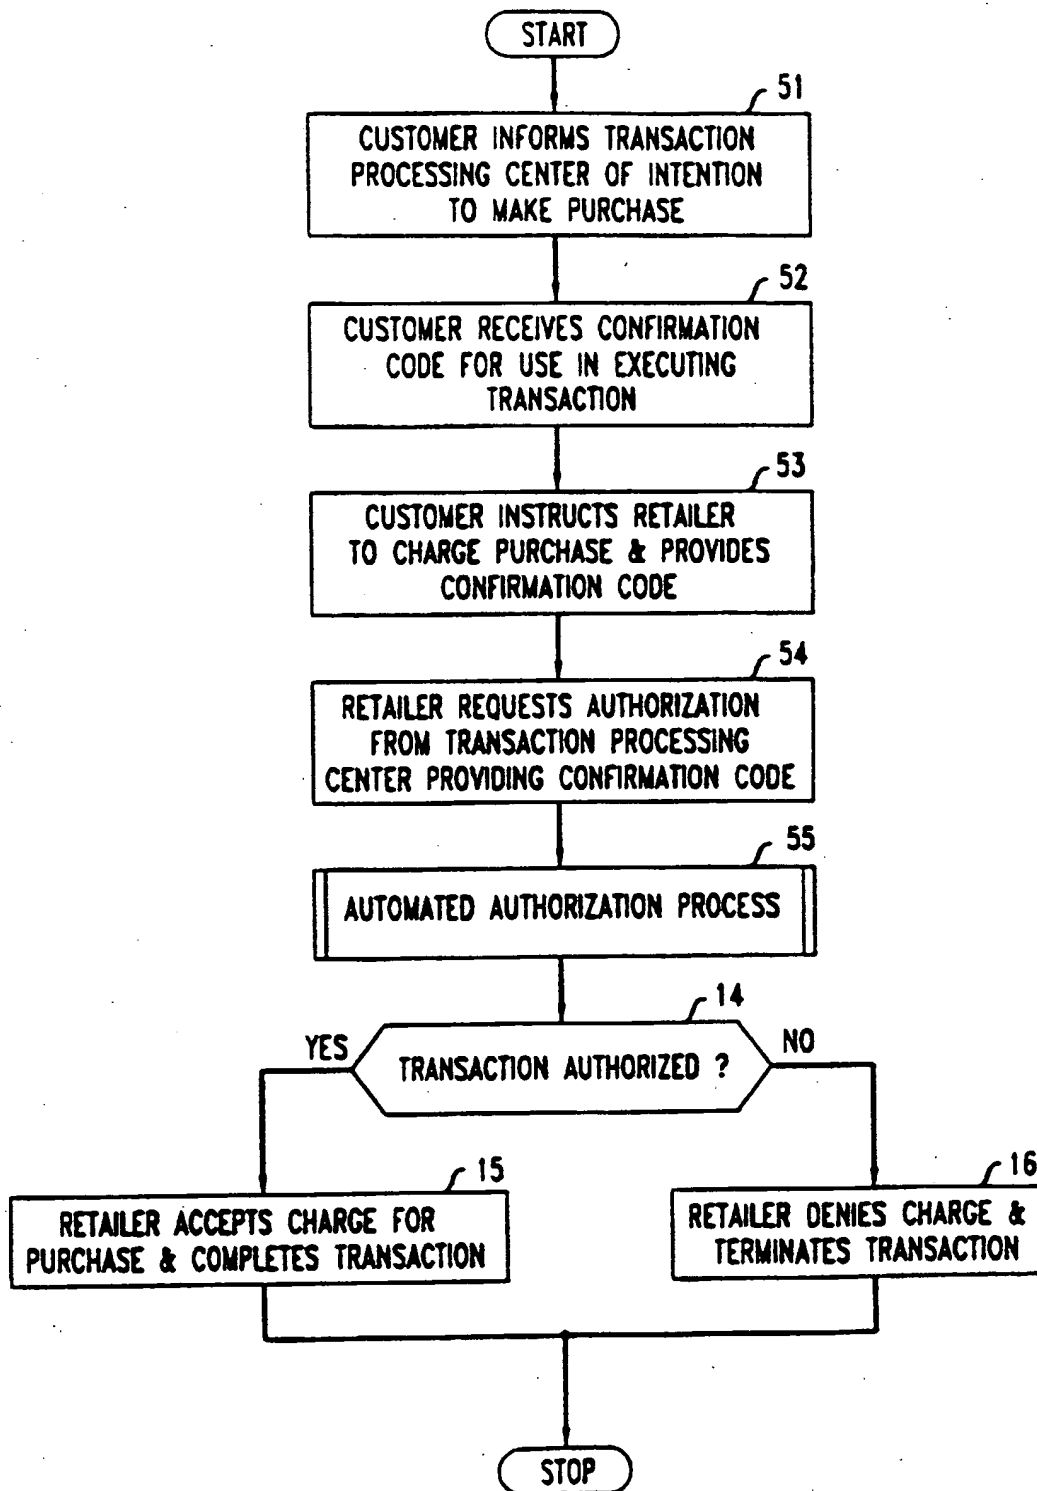 START
51
CUSTOMER INFORMS TRANSACTION
PROCESSING CENTER OF INTENTION
TO MAKE PURCHASE
52
CUSTOMER RECEIVES CONFIRMATION
CODE FOR USE IN EXECUTING
TRANSACTION
53
CUSTOMER INSTRUCTS RETAILER
TO CHARGE PURCHASE & PROVIDES
CONFIRMATION CODE
54
RETAILER REQUESTS AUTHORIZATION
FROM TRANSACTION PROCESSING
CENTER PROVIDING CONFIRMATION CODE
55
AUTOMATED AUTHORIZATION PROCESS
14
YES
TRANSACTION AUTHORIZED ?
NO
15
RETAILER ACCEPTS CHARGE FOR
PURCHASE & COMPLETES TRANSACTION
16
RETAILER DENIES CHARGE &
TERMINATES TRANSACTION
STOP